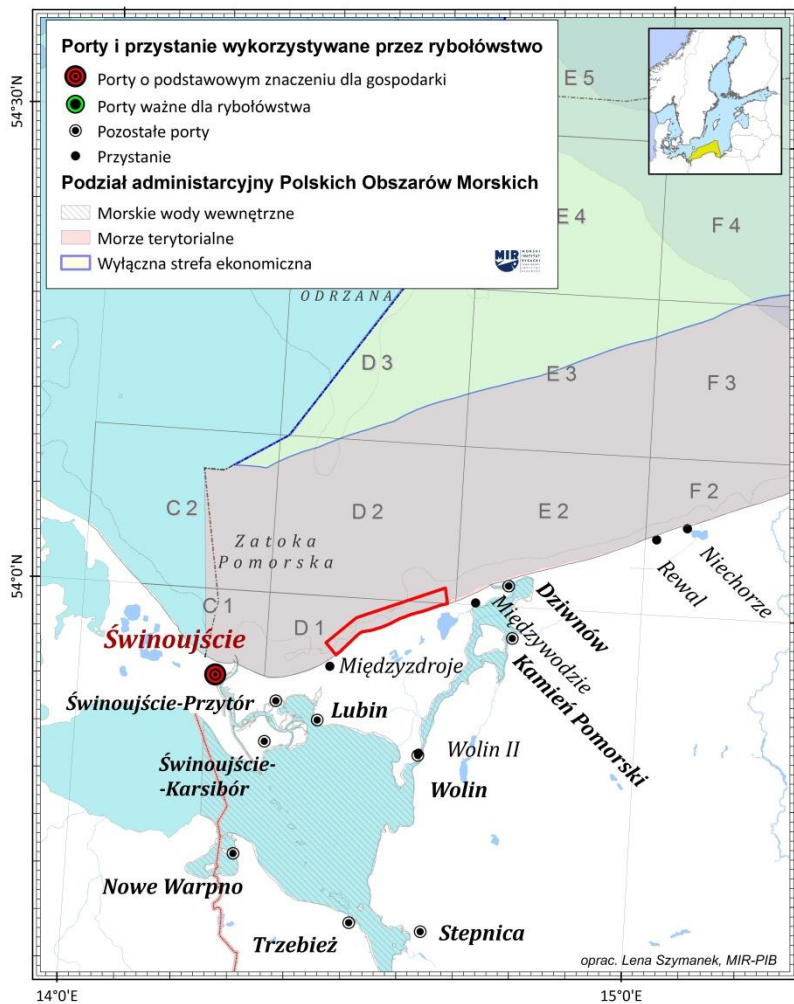 Porty i przystanie wykorzystywane przez rybołówstwo
Porty o podstawowym znaczeniu dla gospodarki
Porty ważne dla rybołówstwa
Pozostałe porty
Przystanie
Podział administarcyjny Polskich Obszarów Morskich
Morskie wody wewnętrzne
Morze terytorialne
Wyłączna strefa ekonomiczna
MIR
MORSKI
INSTYTUT
RYBACKI
54°30'N
E 5
E 4
F 4
ODRZANA
D 3
E 3
F 3
C 2
D 2
E 2
F 2
Zatoka
Pomorska
54°0'N
C 1
D 1
Niechorze
Rewal
Dziwnów
Międzywodzie
Kamień Pomorski
Świnoujście
Międzyzdroje
Świnoujście-Przytór
Lubin
Świnoujście-
-Karsibór
Wolin II
Wolin
Nowe Warpno
Trzebież
Stepnica
oprac. Lena Szymanek, MIR-PIB
14°0'E
15°0'E